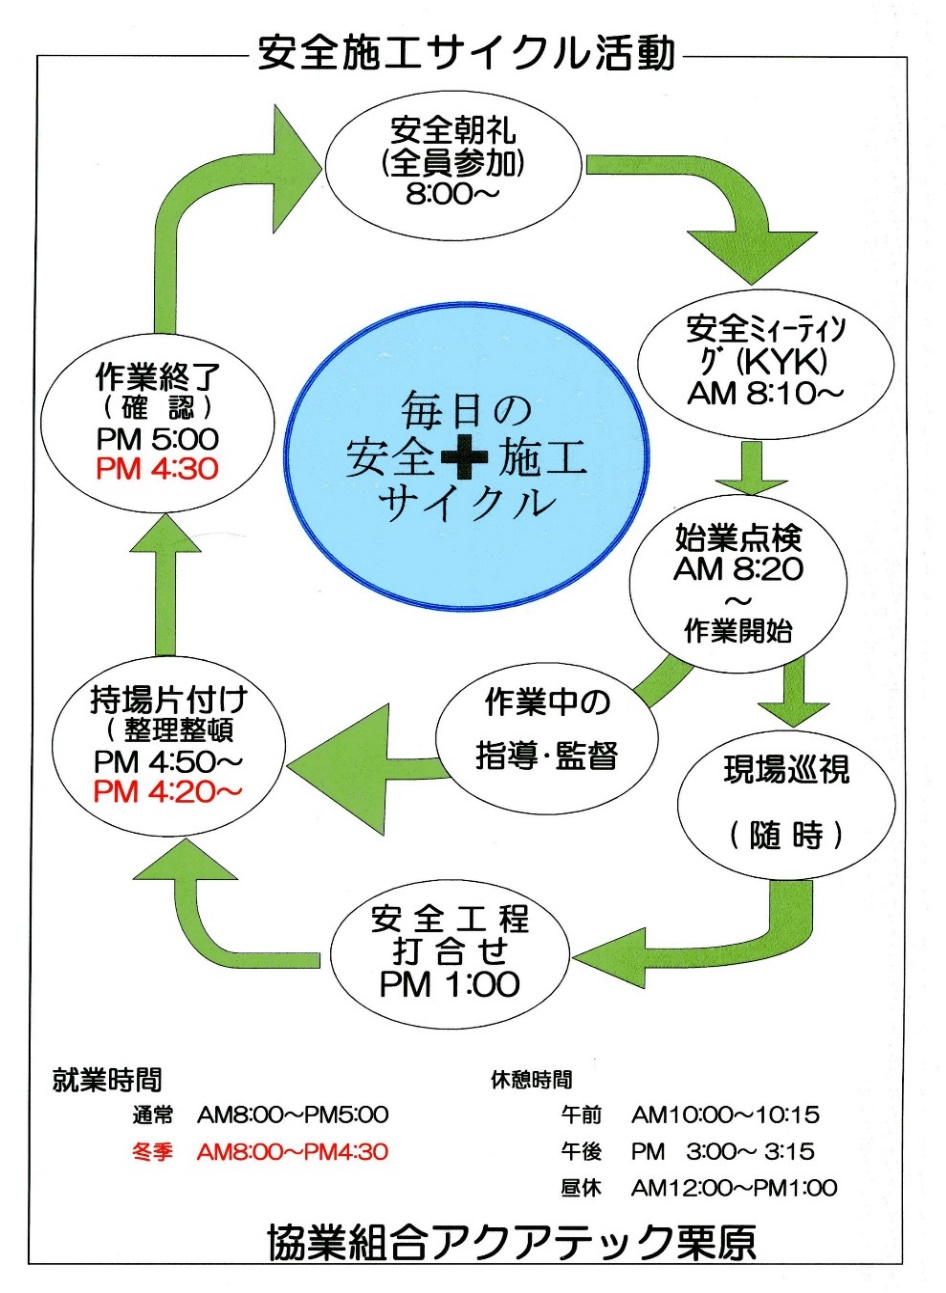 安全施工サイクル活動
安全朝礼
(全員参加)
8:00～
安全ミィーティン
グ(KYK)
AM 8:10～
始業点検
AM 8:20
～
作業開始
現場巡視
(随時)
作業中の
指導・監督
安全工程
打合せ
PM 1:00
持場片付け
(整理整頓
PM 4:50～
PM 4:20～
作業終了
(確 認)
PM 5:00
PM 4:30
毎日の
安全 施工
サイクル
就業時間
通常 AM8:00～PM5:00
冬季 AM8:00～PM4:30
休憩時間
午前 AM10:00～10:15
午後 PM 3:00～3:15
昼休 AM12:00～PM1:00
協業組合アクアテック栗原